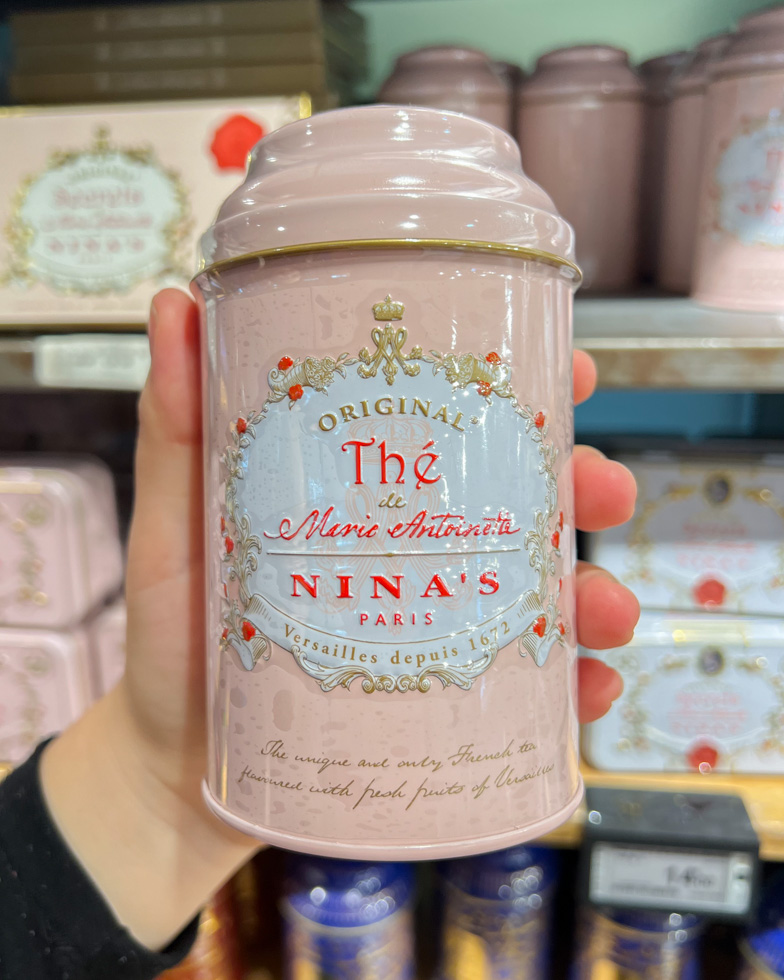 ORIGINAL
Thé
de
Marie Antoinette
NINA'S
PARIS
Versailles depuis 1672
The unique and only French tea
flavoured with fresh fruits of Versailles
NINA'S